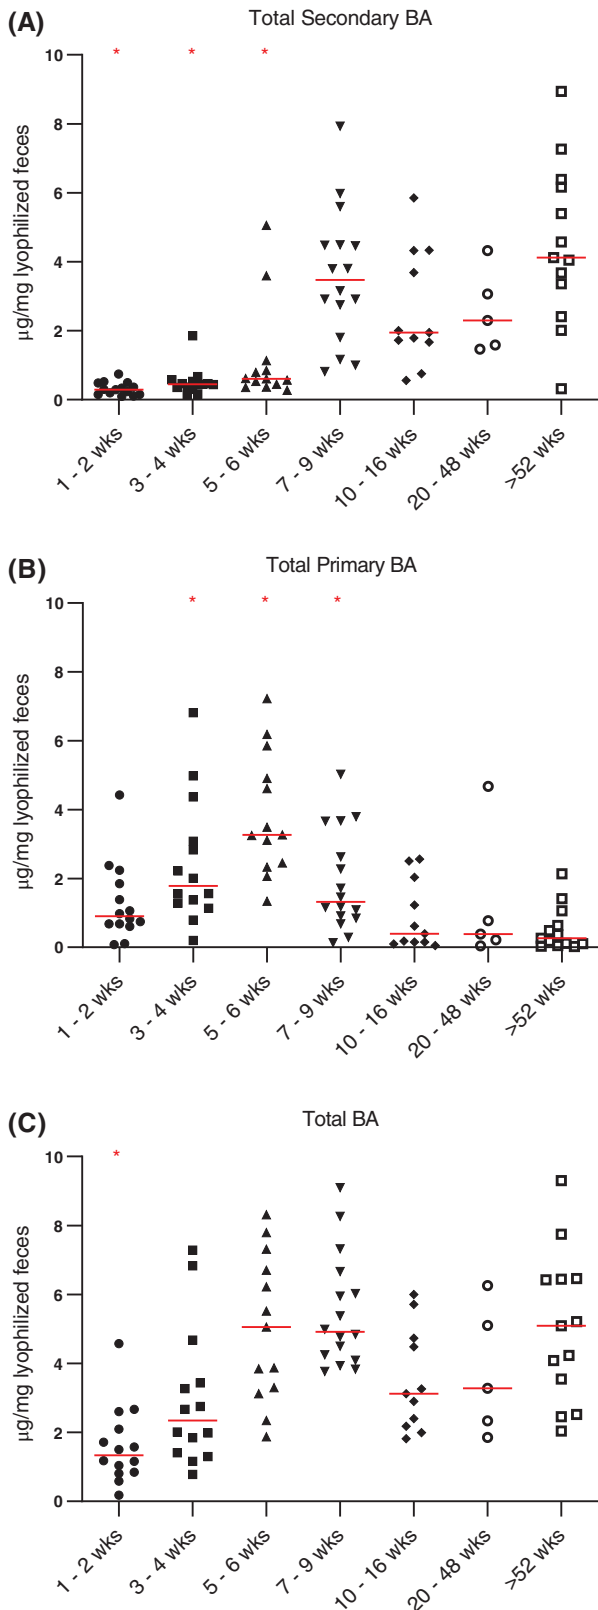 (A)
Total Secondary BA
* * *
µg/mg lyophilized feces
10
8
6
4
2
0
1 - 2 wks
3 - 4 wks
5 - 6 wks
7 - 9 wks
10 - 16 wks
20 - 48 wks
>52 wks
(B)
Total Primary BA
* * *
µg/mg lyophilized feces
10
8
6
4
2
0
1 - 2 wks
3 - 4 wks
5 - 6 wks
7 - 9 wks
10 - 16 wks
20 - 48 wks
>52 wks
(C)
Total BA
*
µg/mg lyophilized feces
10
8
6
4
2
0
1 - 2 wks
3 - 4 wks
5 - 6 wks
7 - 9 wks
10 - 16 wks
20 - 48 wks
>52 wks